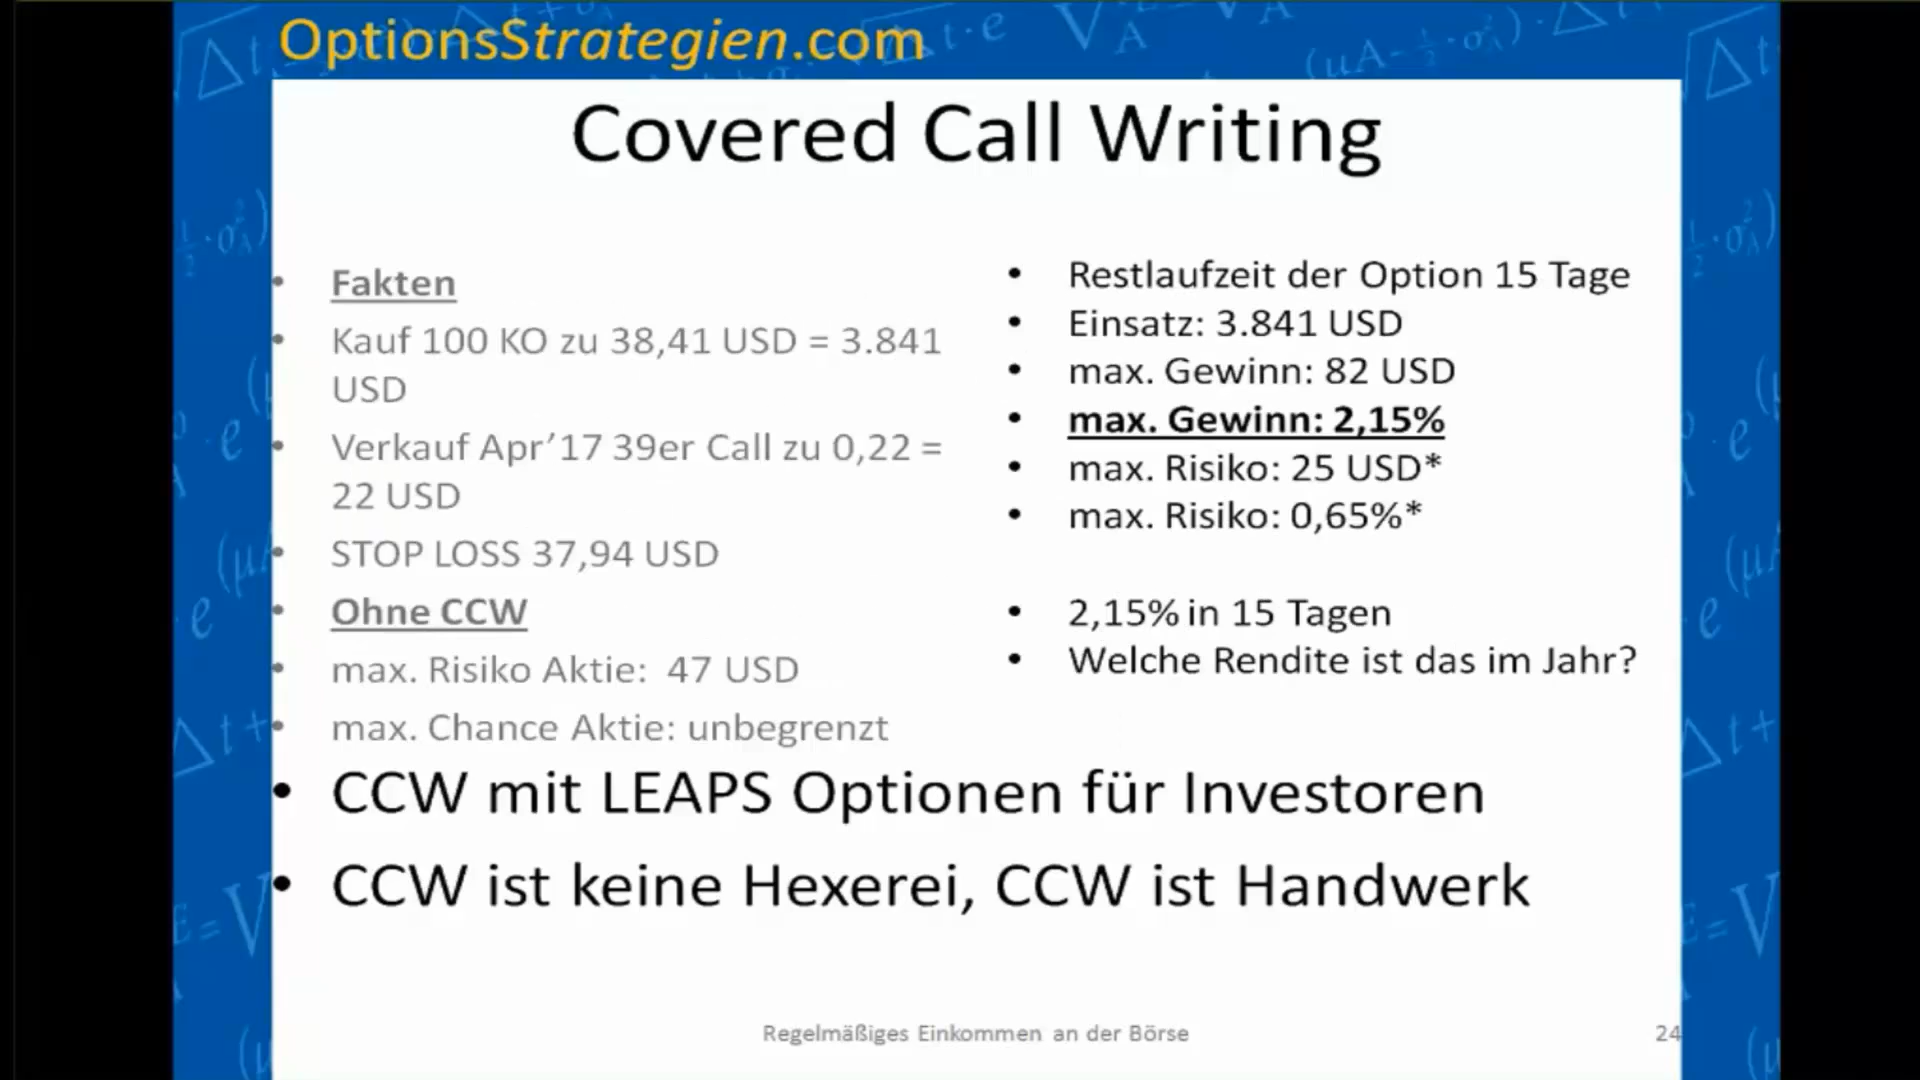 OptionsStrategien.com
Covered Call Writing
• Fakten
• Kauf 100 KO zu 38,41 USD = 3.841
USD
• Verkauf Apr’17 39er Call zu 0,22 =
22 USD
• STOP LOSS 37,94 USD
• Ohne CCW
• max. Risiko Aktie: 47 USD
• max. Chance Aktie: unbegrenzt
• Restlaufzeit der Option 15 Tage
• Einsatz: 3.841 USD
• max. Gewinn: 82 USD
• max. Gewinn: 2,15%
• max. Risiko: 25 USD*
• max. Risiko: 0,65%*
• 2,15% in 15 Tagen
• Welche Rendite ist das im Jahr?
• CCW mit LEAPS Optionen für Investoren
• CCW ist keine Hexerei, CCW ist Handwerk
Regelmäßiges Einkommen an der Börse
24